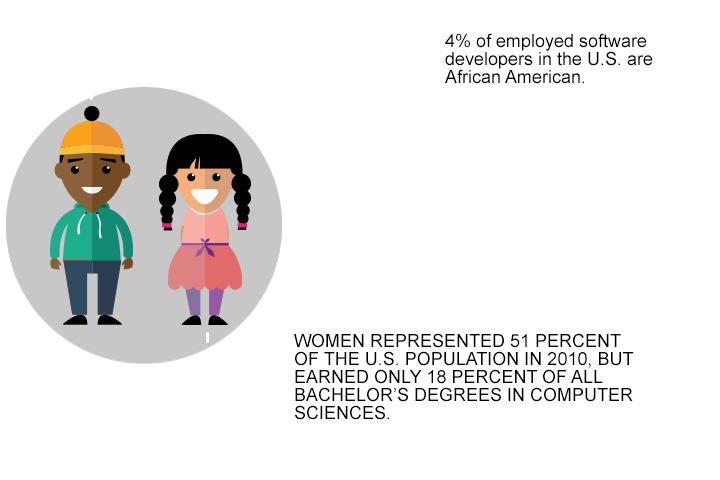 4% of employed software
developers in the U.S. are
African American.
WOMEN REPRESENTED 51 PERCENT
OF THE U.S. POPULATION IN 2010, BUT
EARNED ONLY 18 PERCENT OF ALL
BACHELOR’S DEGREES IN COMPUTER
SCIENCES.